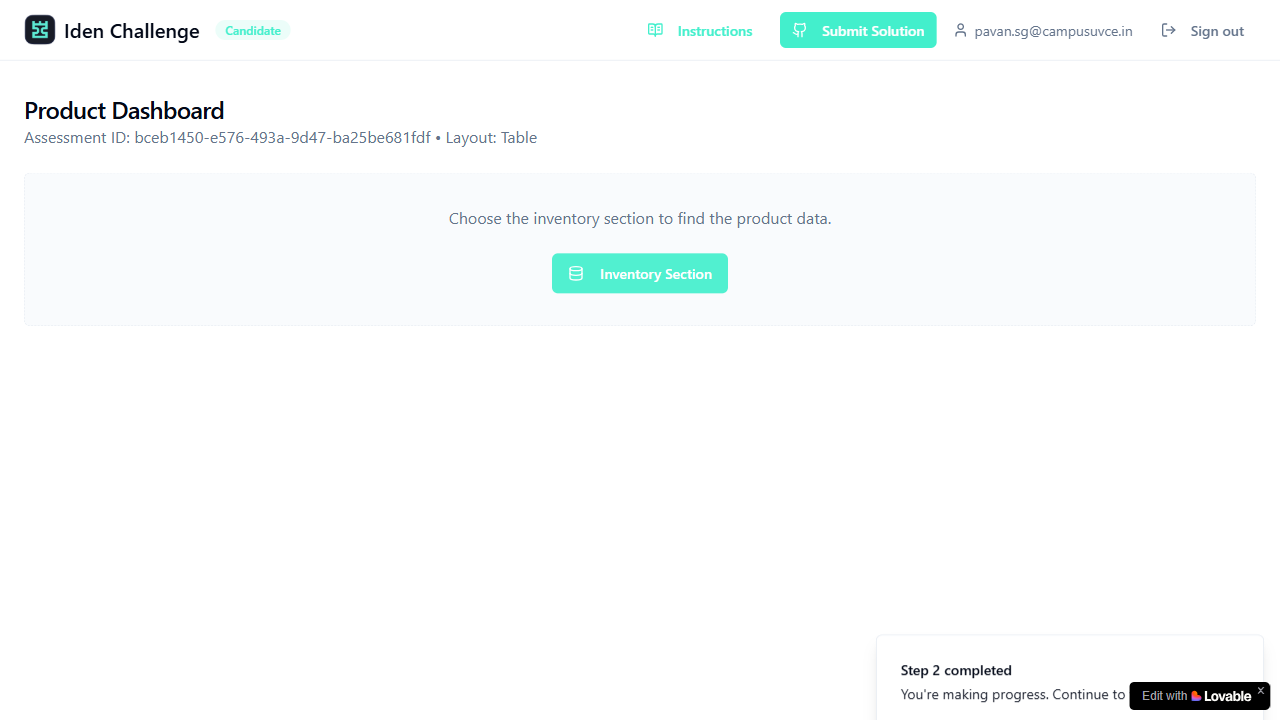 Iden Challenge
Candidate
Instructions
Submit Solution
pavan.sg@campusuvce.in
Sign out
Product Dashboard
Assessment ID: bceb1450-e576-493a-9d47-ba25be681fdf • Layout: Table
Choose the inventory section to find the product data.
Inventory Section
Step 2 completed
You're making progress. Continue to
Edit with Lovable x